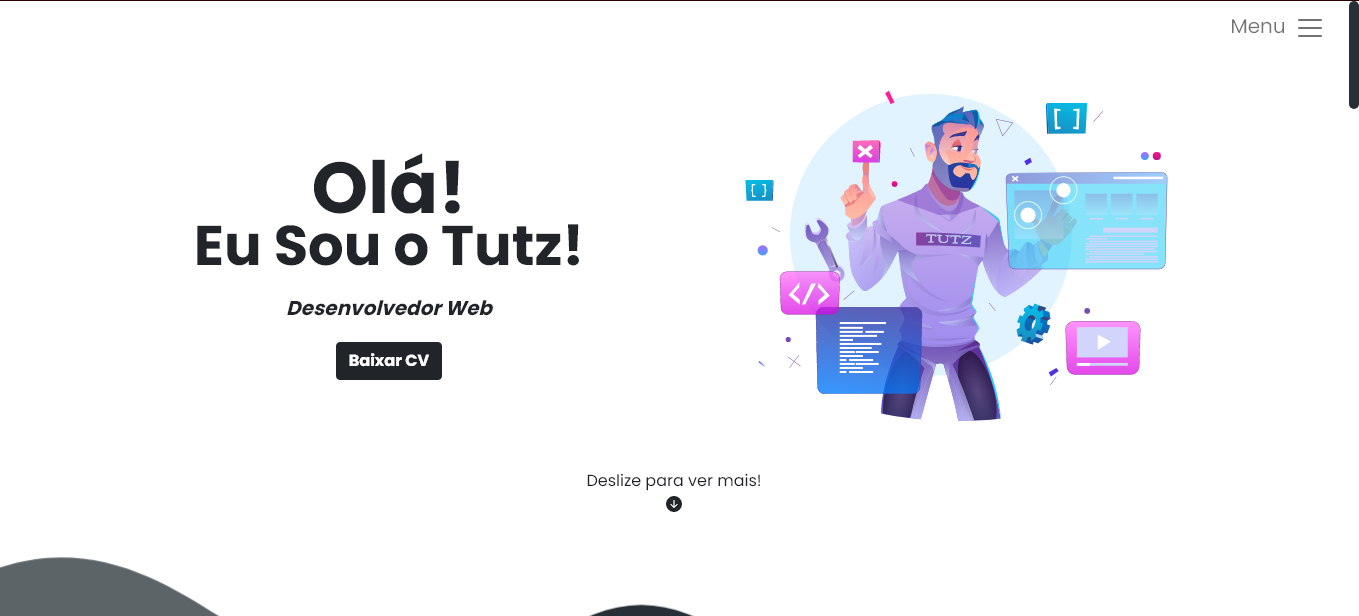 Menu
Olá!
Eu Sou o Tutz!
Desenvolvedor Web
Baixar CV
[ ]
[ ]
TUTZ
</>
Deslize para ver mais!